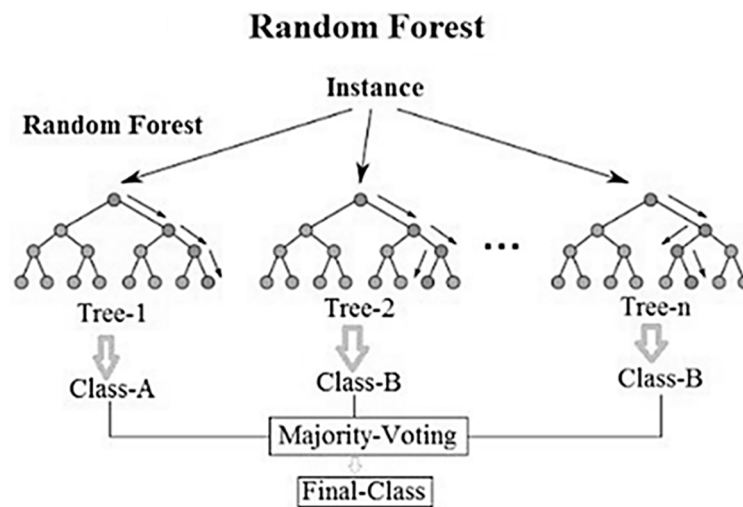 Random Forest
Instance
Random Forest
...
Tree-1
Tree-2
Tree-n
Class-A
Class-B
Class-B
Majority-Voting
Final-Class